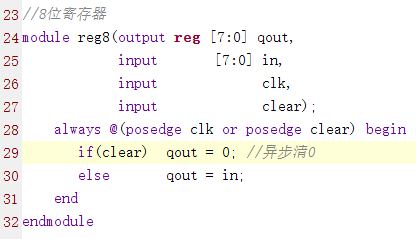 23 //8位寄存器
24 module reg8(output reg [7:0] qout,
25 input [7:0] in,
26 input clk,
27 input clear);
28 always @(posedge clk or posedge clear) begin
29 if(clear) qout = 0; //异步清0
30 else qout = in;
31 end
32 endmodule